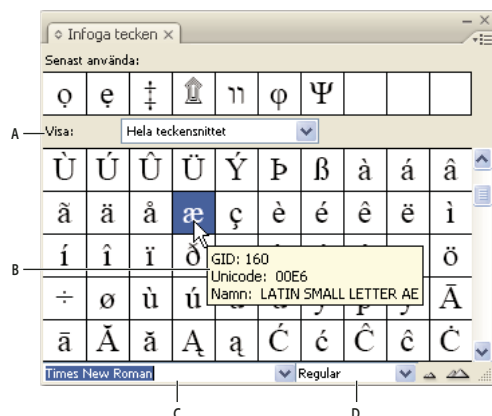 Infoga tecken ×
Senast använda:
ọ ẹ ‡ װ φ Ψ
A Visa: Hela teckensnittet
Ù Ú Û Ü Ý Þ ß à á â
ã ä å æ ç è é ê ë ì
í î ï ð ö
B
GID: 160
Unicode: 00E6
Namn: LATIN SMALL LETTER AE
÷ ø ù ú Ā
ā Ă ă Ą ą Ć ć Ĉ ĉ Ċ
Times New Roman Regular
C D